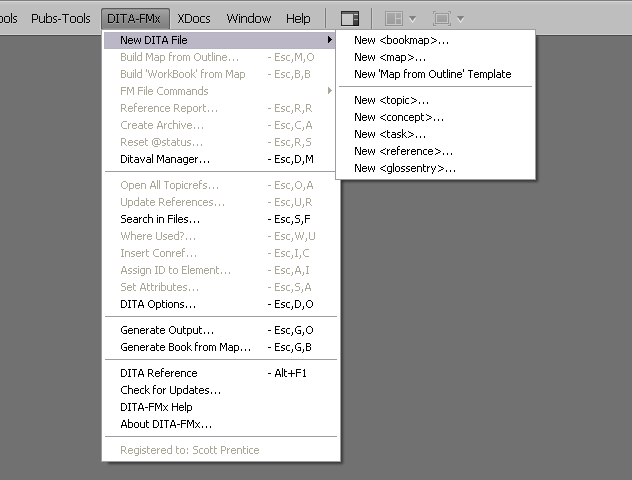 ools Pubs-Tools DITA-FMx XDocs Window Help
New DITA File
Build Map from Outline... - Esc,M,O
Build 'WorkBook' from Map - Esc,B,B
FM File Commands
Reference Report... - Esc,R,R
Create Archive... - Esc,C,A
Reset @status... - Esc,R,S
Ditaval Manager... - Esc,D,M
Open All Topicrefs... - Esc,O,A
Update References... - Esc,U,R
Search in Files... - Esc,S,F
Where Used?... - Esc,W,U
Insert Conref... - Esc,I,C
Assign ID to Element... - Esc,A,I
Set Attributes... - Esc,S,A
DITA Options... - Esc,D,O
Generate Output... - Esc,G,O
Generate Book from Map... - Esc,G,B
DITA Reference - Alt+F1
Check for Updates...
DITA-FMx Help
About DITA-FMx...
Registered to: Scott Prentice
New <bookmap>...
New <map>...
New 'Map from Outline' Template
New <topic>...
New <concept>...
New <task>...
New <reference>...
New <glossentry>...